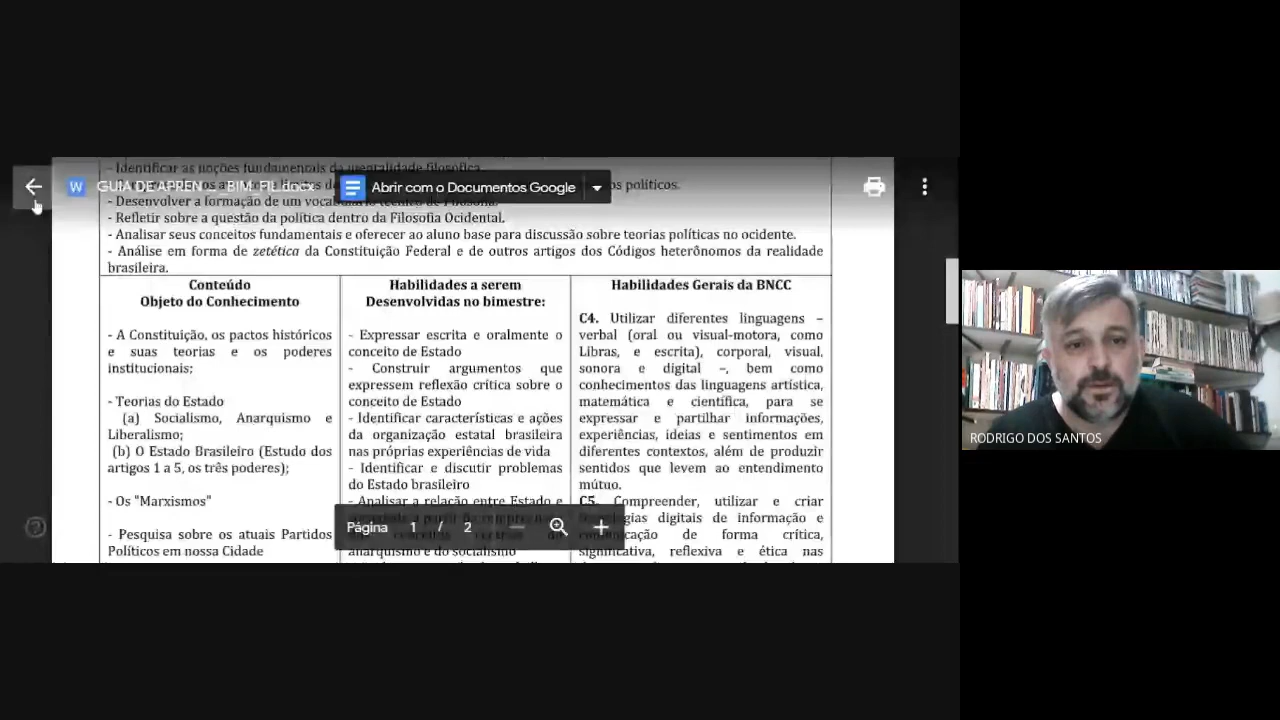 - Identificar as noções fundamentais da mentalidade filosófica.
GUIA DE APREN _ _BIM_FIL.docx
Abrir com o Documentos Google
os políticos.
- Desenvolver a formação de um
- Refletir sobre a questão da política dentro da Filosofia Ocidental.
- Analisar seus conceitos fundamentais e oferecer ao aluno base para discussão sobre teorias políticas no ocidente.
- Análise em forma de zetética da Constituição Federal e de outros artigos dos Códigos heterônomos da realidade
brasileira.
Conteúdo
Objeto do Conhecimento
- A Constituição, os pactos históricos
e suas teorias e os poderes
institucionais;
- Teorias do Estado
(a) Socialismo, Anarquismo e
Liberalismo;
(b) O Estado Brasileiro (Estudo dos
artigos 1 a 5, os três poderes);
- Os "Marxismos"
- Pesquisa sobre os atuais Partidos
Políticos em nossa Cidade
Habilidades a serem
Desenvolvidas no bimestre:
- Expressar escrita e oralmente o
conceito de Estado
- Construir argumentos que
expressem reflexão crítica sobre o
conceito de Estado
- Identificar características e ações
da organização estatal brasileira
nas próprias experiências de vida
- Identificar e discutir problemas
do Estado brasileiro
- Analisar a relação entre Estado e
anarquismo e do socialismo
Habilidades Gerais da BNCC
C4. Utilizar diferentes linguagens –
verbal (oral ou visual-motora, como
Libras, e escrita), corporal, visual,
sonora e digital –, bem como
conhecimentos das linguagens artística,
matemática e científica, para se
expressar e partilhar informações,
experiências, ideias e sentimentos em
diferentes contextos, além de produzir
sentidos que levem ao entendimento
mútuo.
C5. Compreender, utilizar e criar
tecnologias digitais de informação e
comunicação de forma crítica,
significativa, reflexiva e ética nas
Página 1 / 2
RODRIGO DOS SANTOS